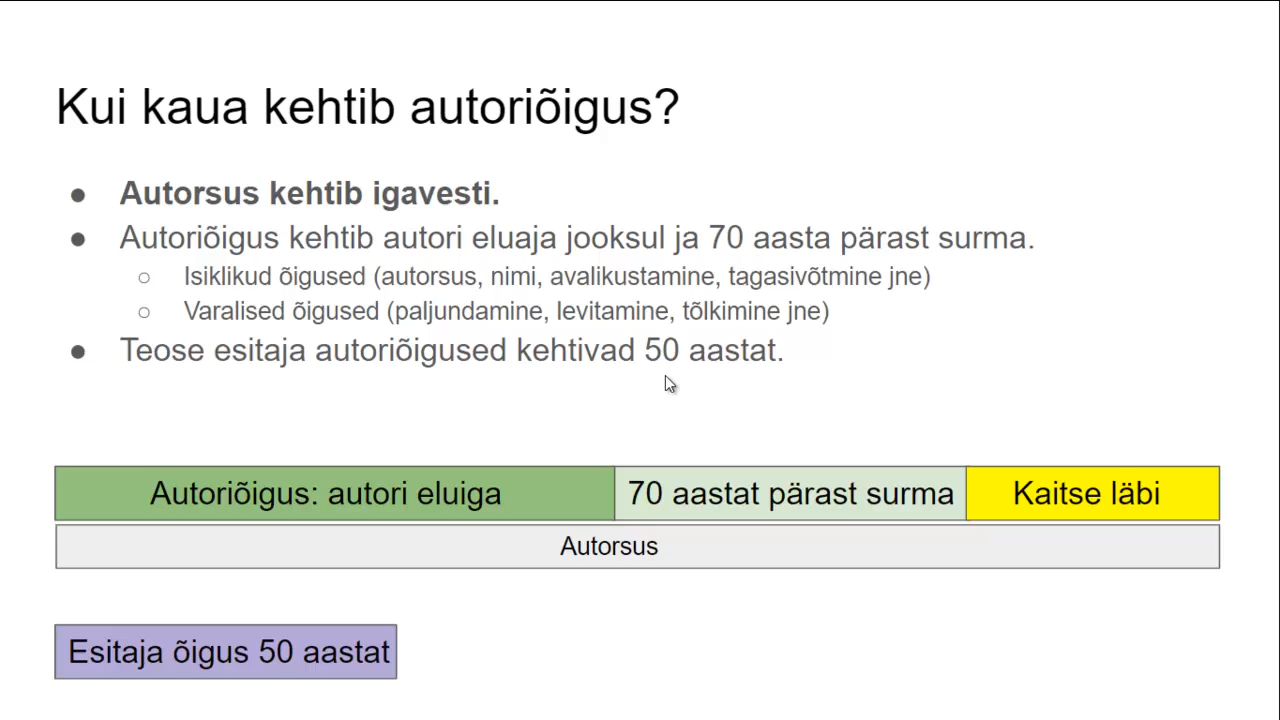 Kui kaua kehtib autoriõigus?
● Autorsus kehtib igavesti.
● Autoriõigus kehtib autori eluaja jooksul ja 70 aasta pärast surma.
○ Isiklikud õigused (autorsus, nimi, avalikustamine, tagasivõtmine jne)
○ Varalised õigused (paljundamine, levitamine, tõlkimine jne)
● Teose esitaja autoriõigused kehtivad 50 aastat.
Autoriõigus: autori eluiga 70 aastat pärast surma Kaitse läbi
Autorsus
Esitaja õigus 50 aastat